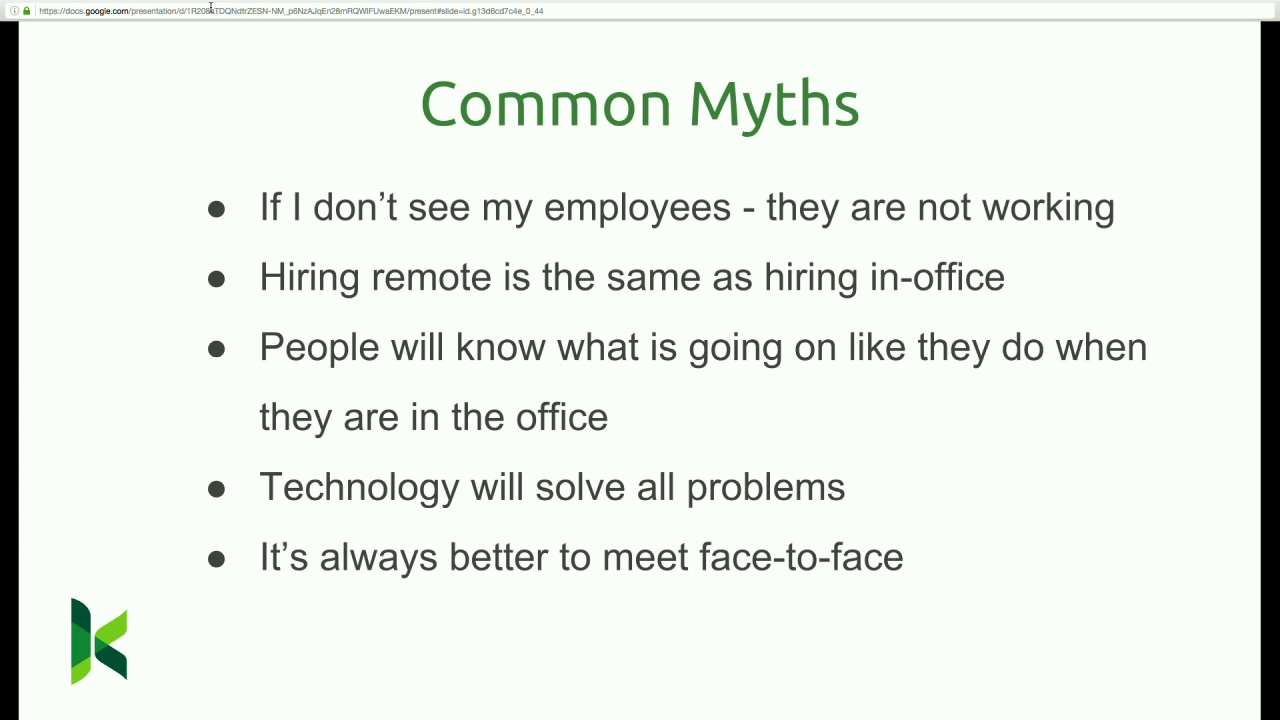 Common Myths
● If I don’t see my employees - they are not working
● Hiring remote is the same as hiring in-office
● People will know what is going on like they do when
they are in the office
● Technology will solve all problems
● It’s always better to meet face-to-face